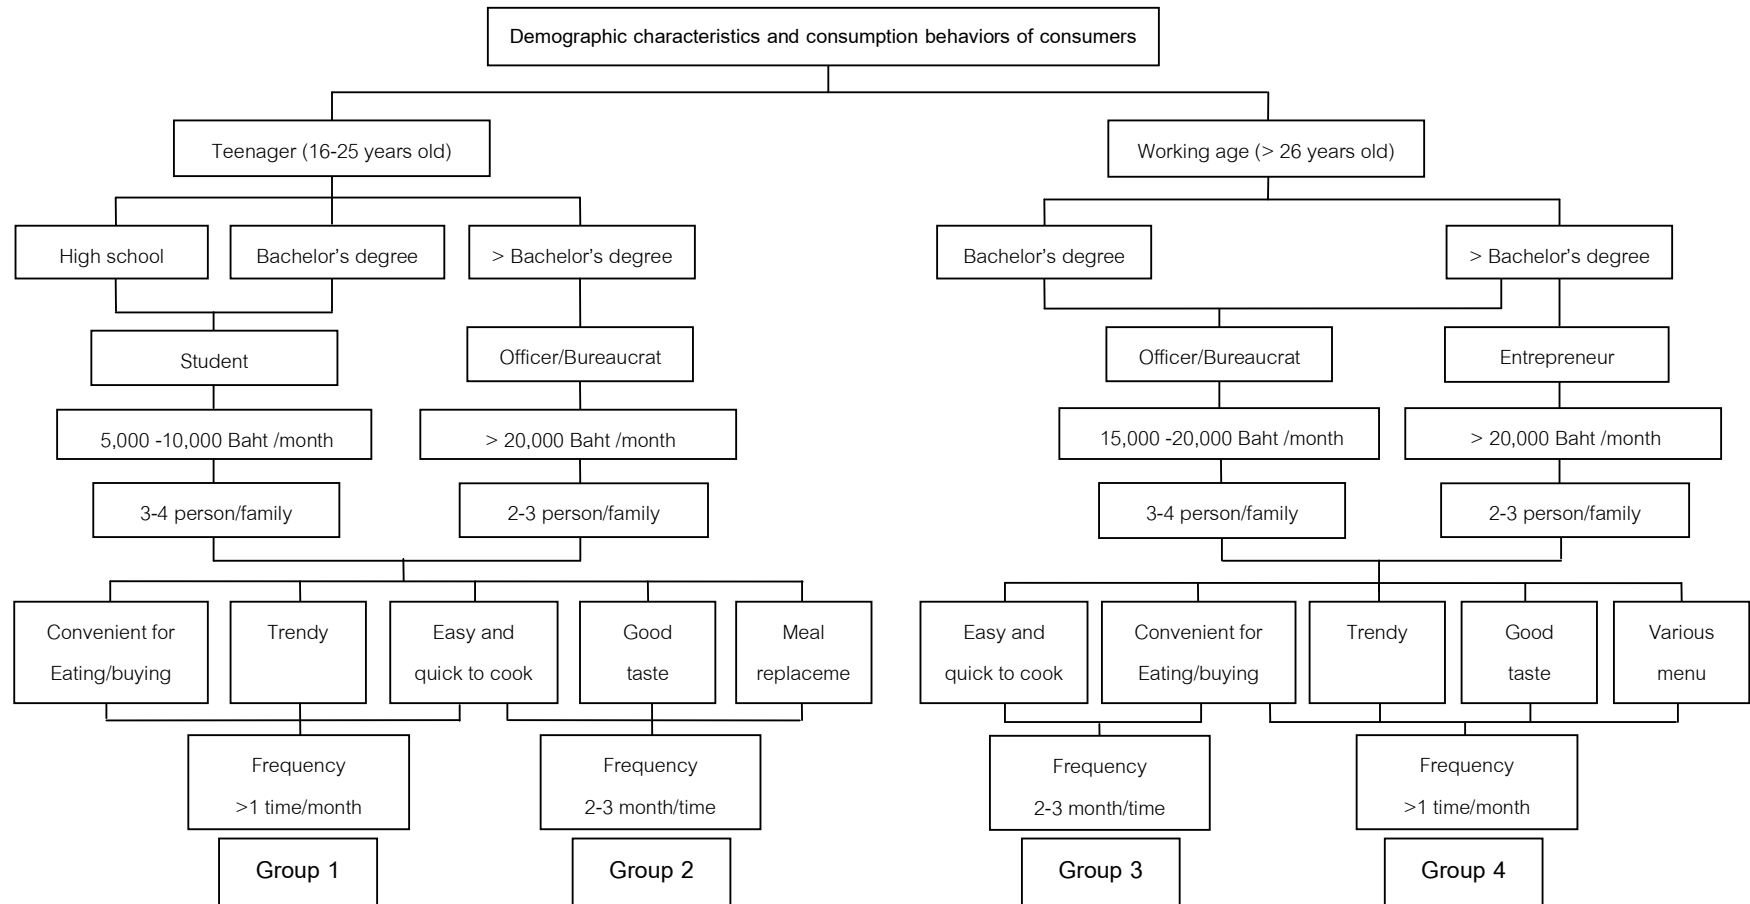 Demographic characteristics and consumption behaviors of consumers
Teenager (16-25 years old)
Working age (> 26 years old)
High school
Bachelor's degree
> Bachelor's degree
Bachelor's degree
> Bachelor's degree
Student
Officer/Bureaucrat
Officer/Bureaucrat
Entrepreneur
5,000 -10,000 Baht /month
> 20,000 Baht /month
15,000 -20,000 Baht /month
> 20,000 Baht /month
3-4 person/family
2-3 person/family
3-4 person/family
2-3 person/family
Convenient for
Eating/buying
Trendy
Easy and
quick to cook
Good
taste
Meal
replaceme
Easy and
quick to cook
Convenient for
Eating/buying
Trendy
Good
taste
Various
menu
Frequency
>1 time/month
Frequency
2-3 month/time
Frequency
2-3 month/time
Frequency
>1 time/month
Group 1
Group 2
Group 3
Group 4